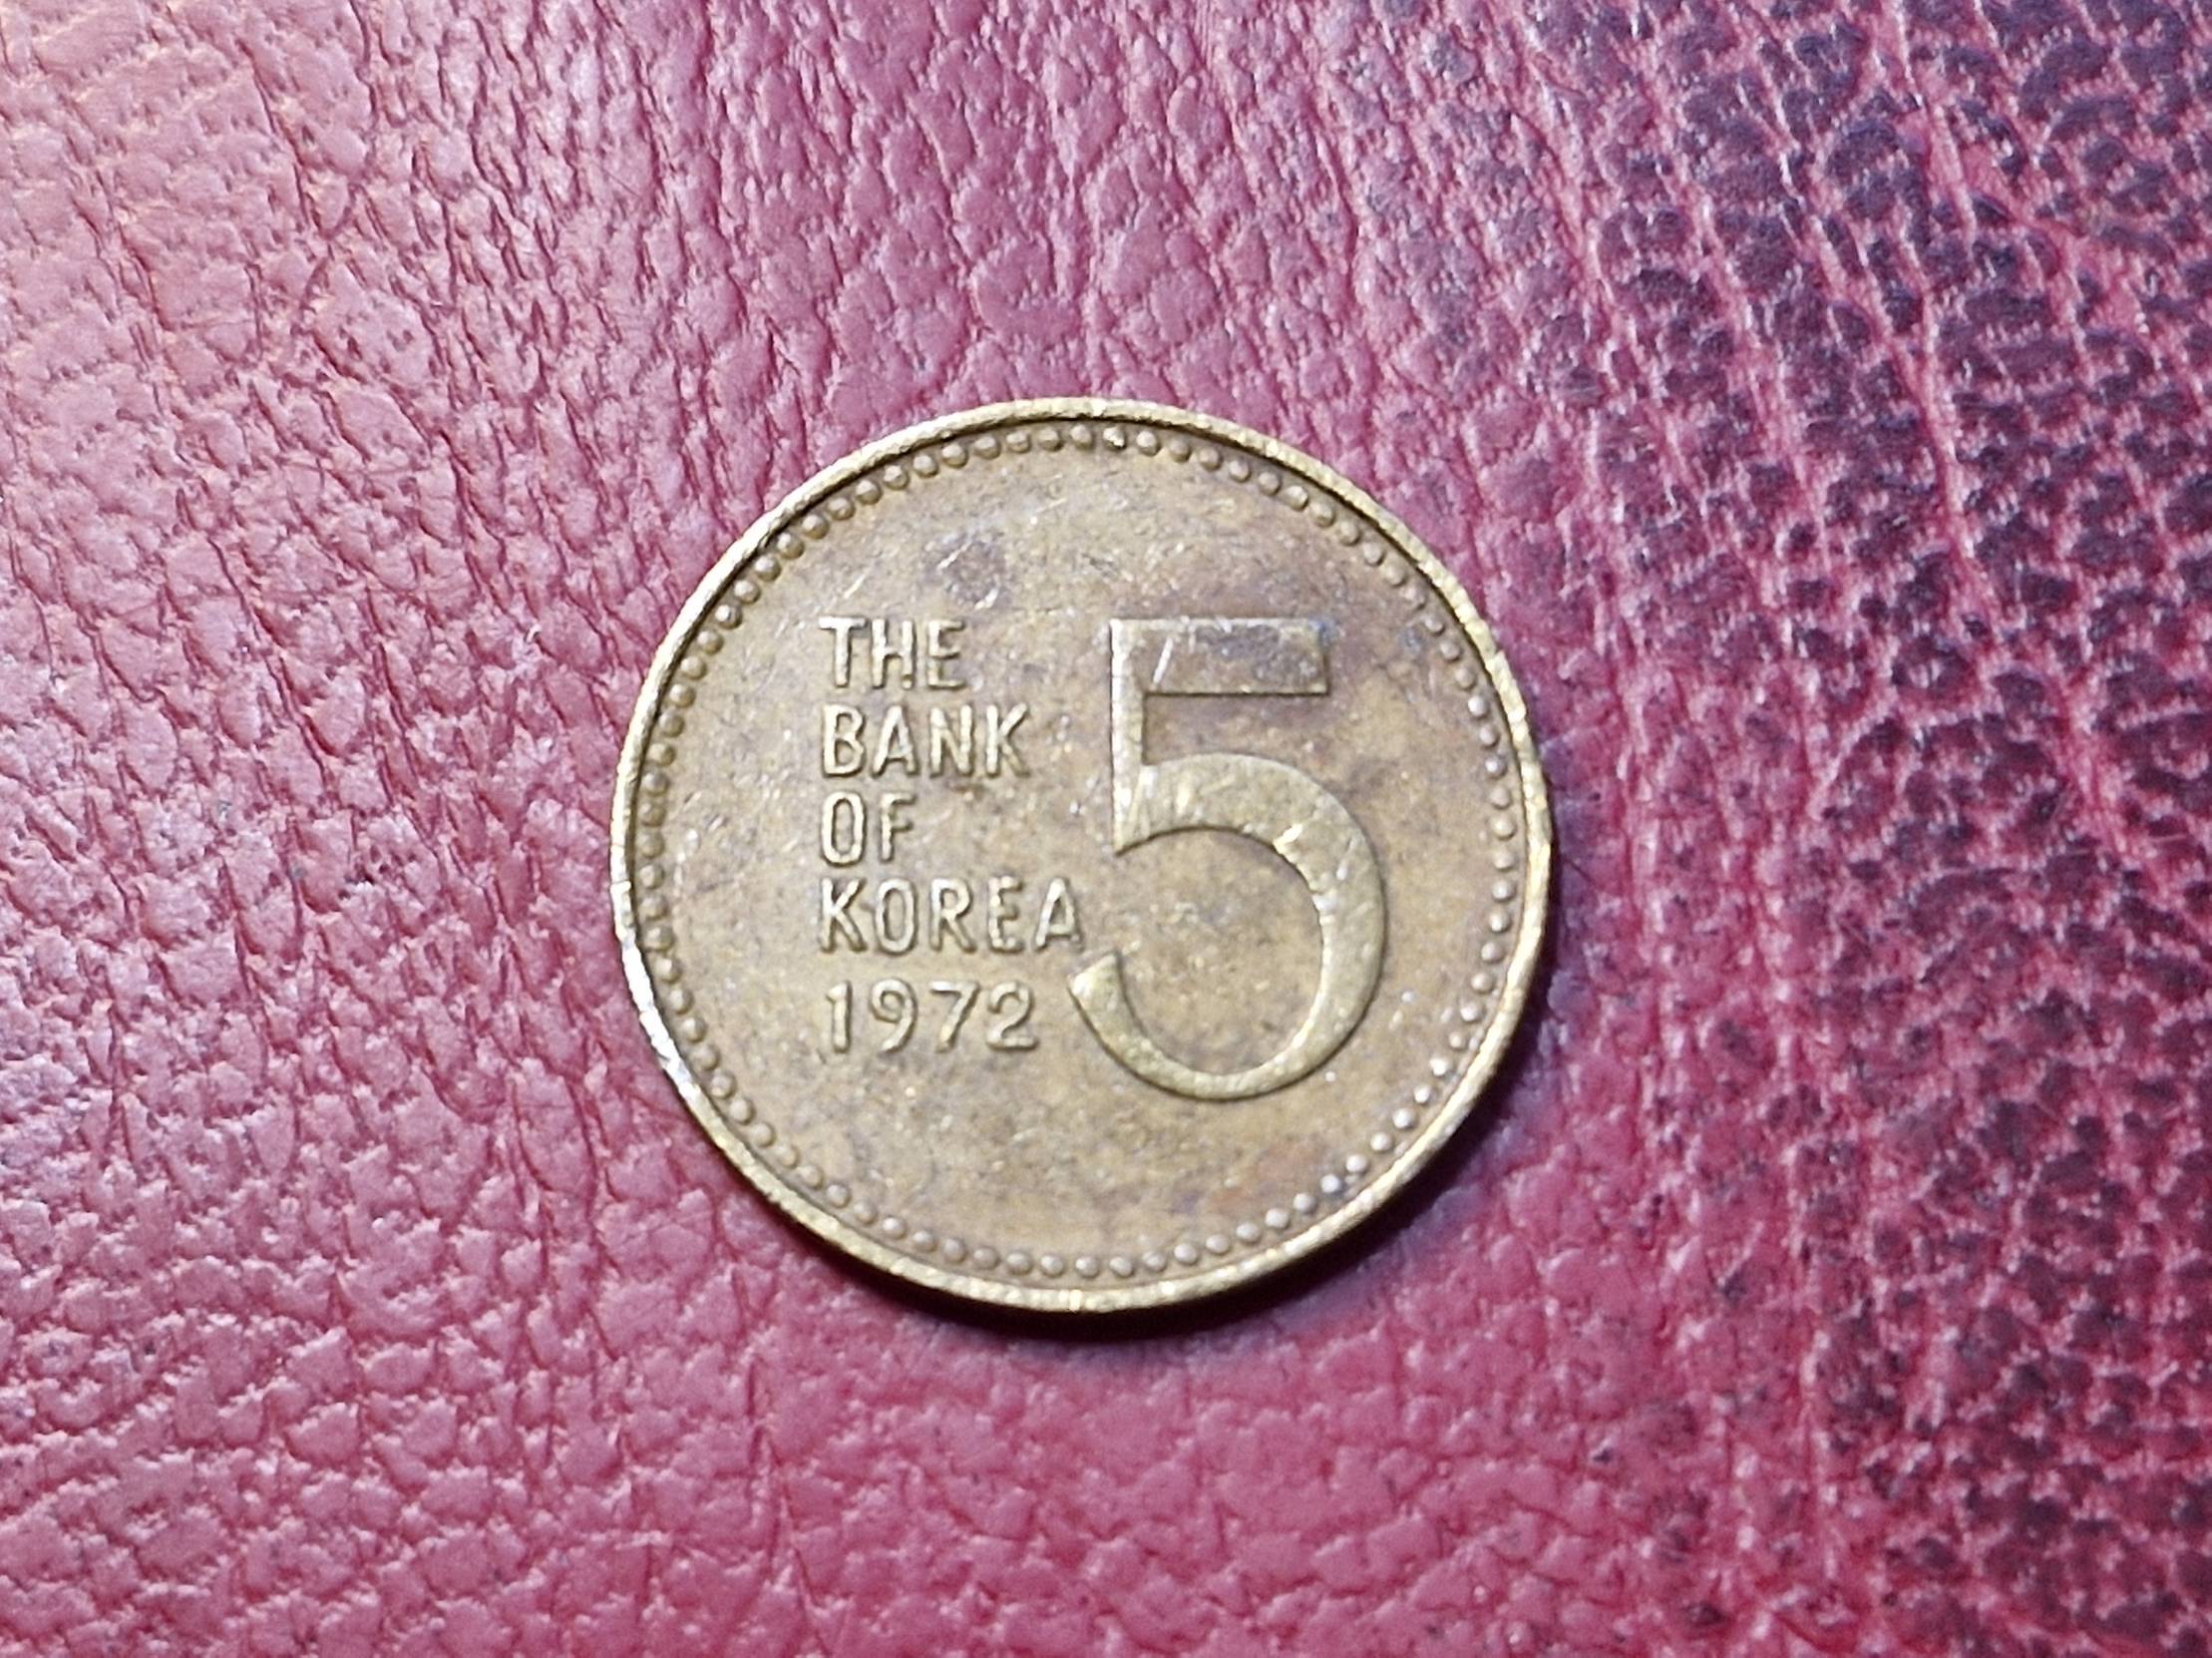 THE
BANK
OF
KOREA
1972
5